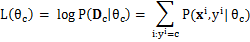 L(θc) = log P(Dc|θc) = ∑i:yⁱ=c P(xⁱ,yⁱ| θc)